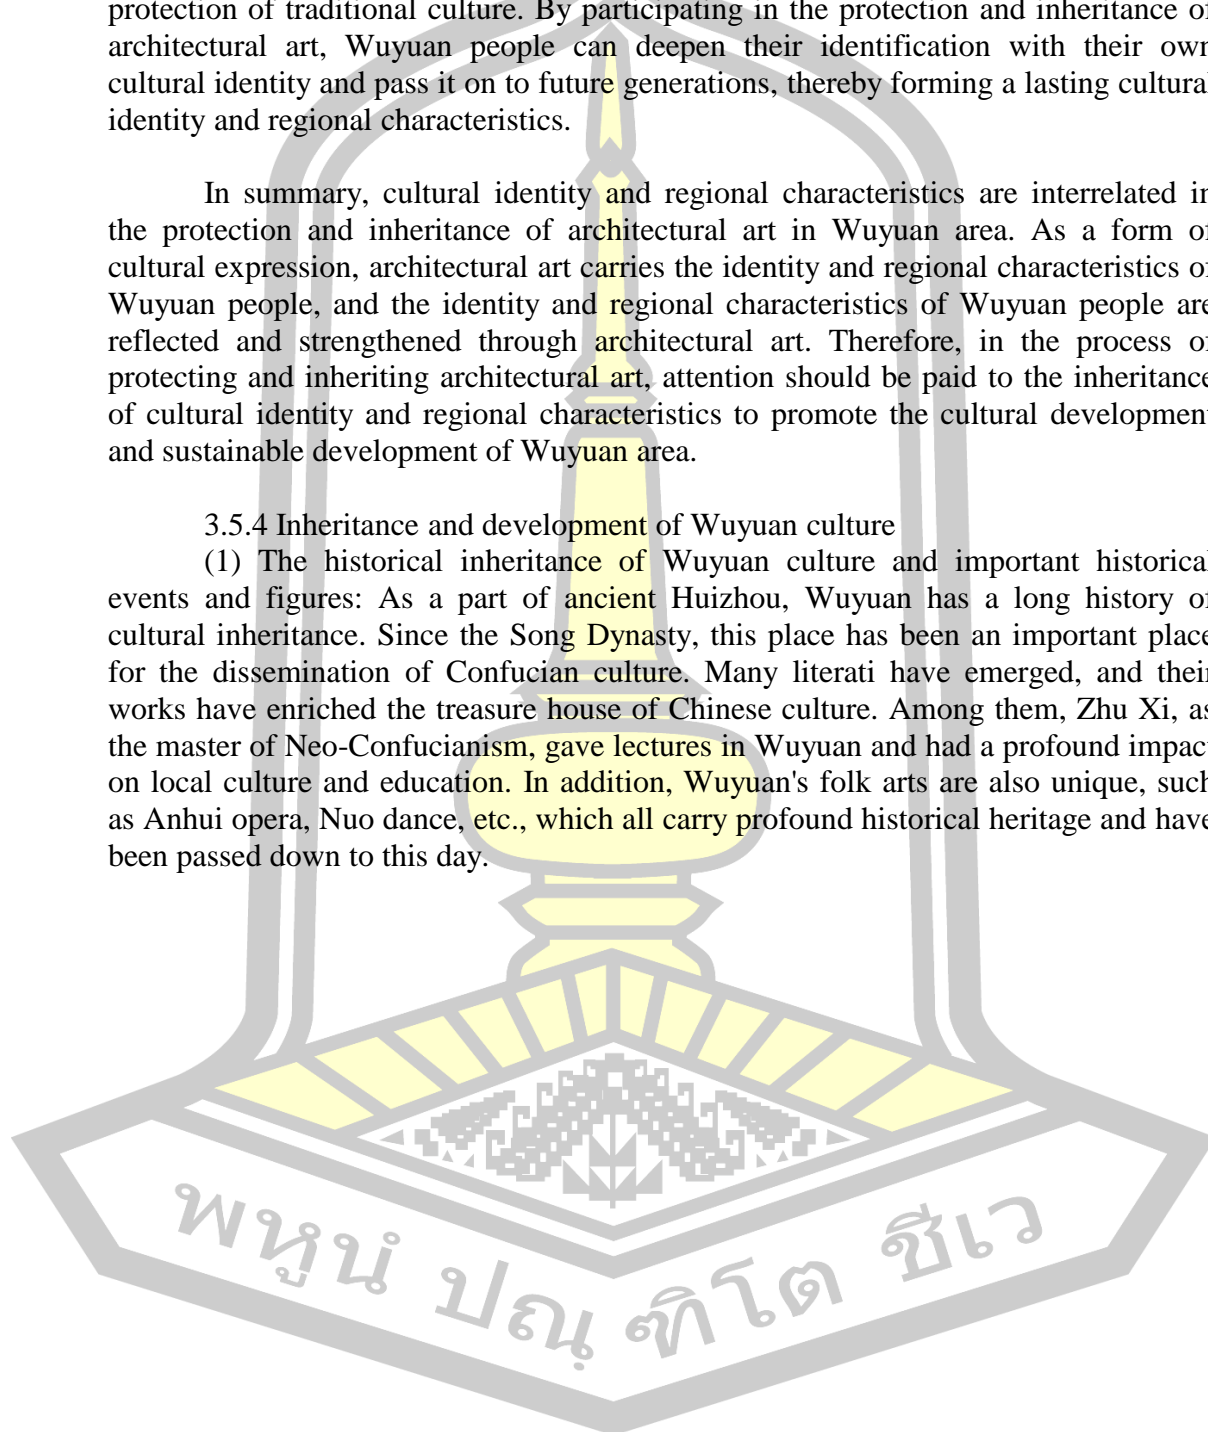 protection of traditional culture. By participating in the protection and inheritance of
architectural art, Wuyuan people can deepen their identification with their own
cultural identity and pass it on to future generations, thereby forming a lasting cultural
identity and regional characteristics.
In summary, cultural identity and regional characteristics are interrelated in
the protection and inheritance of architectural art in Wuyuan area. As a form of
cultural expression, architectural art carries the identity and regional characteristics of
Wuyuan people, and the identity and regional characteristics of Wuyuan people are
reflected and strengthened through architectural art. Therefore, in the process of
protecting and inheriting architectural art, attention should be paid to the inheritance
of cultural identity and regional characteristics to promote the cultural development
and sustainable development of Wuyuan area.
3.5.4 Inheritance and development of Wuyuan culture
(1) The historical inheritance of Wuyuan culture and important historical
events and figures: As a part of ancient Huizhou, Wuyuan has a long history of
cultural inheritance. Since the Song Dynasty, this place has been an important place
for the dissemination of Confucian culture. Many literati have emerged, and their
works have enriched the treasure house of Chinese culture. Among them, Zhu Xi, as
the master of Neo-Confucianism, gave lectures in Wuyuan and had a profound impact
on local culture and education. In addition, Wuyuan's folk arts are also unique, such
as Anhui opera, Nuo dance, etc., which all carry profound historical heritage and have
been passed down to this day.
พหูนํ ปณฺ ฑิโต ชีเว